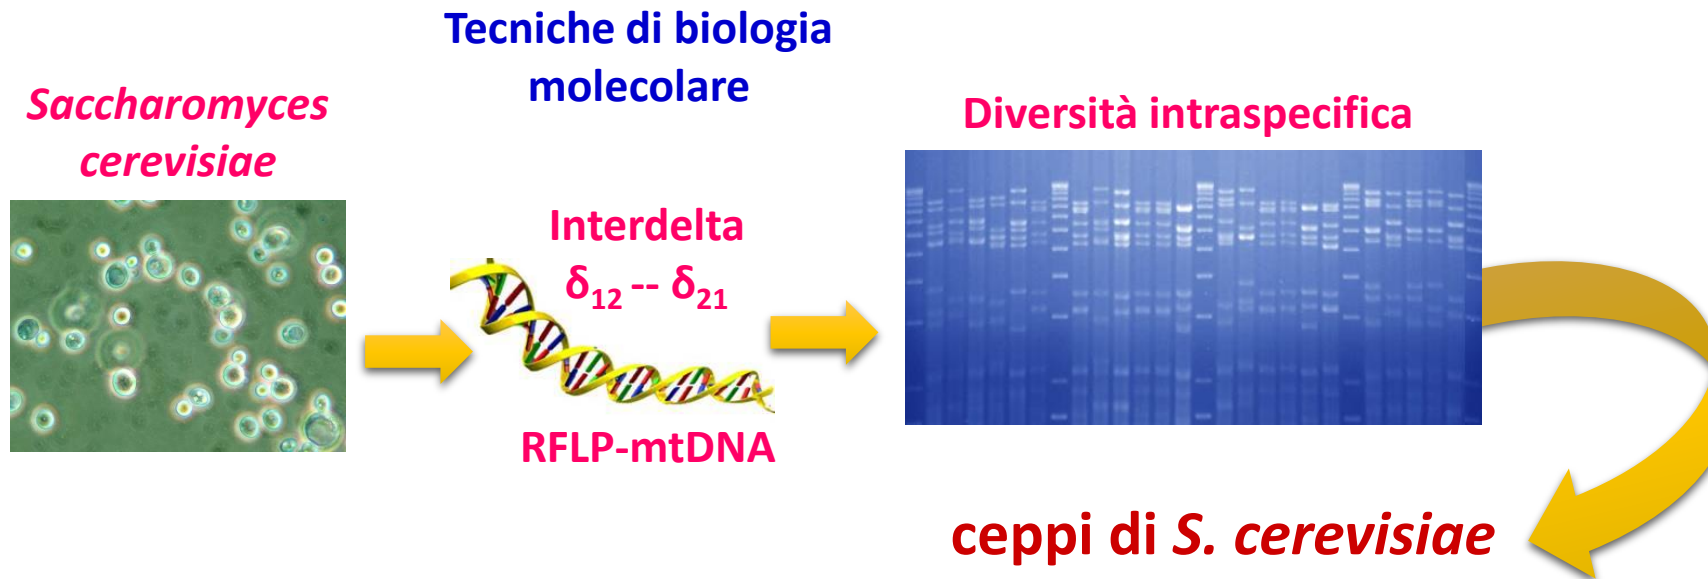 Tecniche di biologia
molecolare
Saccharomyces
cerevisiae
Interdelta
δ12 -- δ21
RFLP-mtDNA
Diversità intraspecifica
ceppi di S. cerevisiae